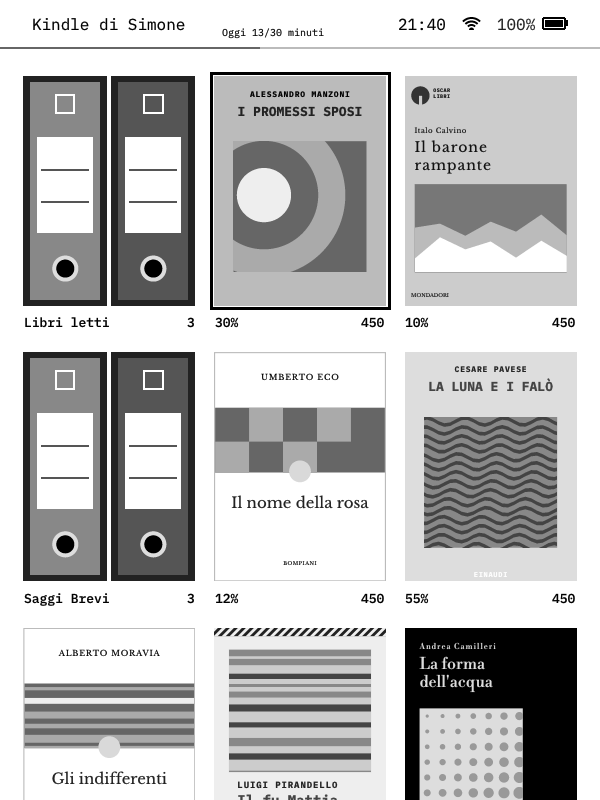 Kindle di Simone
Oggi 13/30 minuti
21:40
100%
ALESSANDRO MANZONI
I PROMESSI SPOSI
OSCAR
LIBRI
Italo Calvino
Il barone
rampante
MONDADORI
Libri letti 3
30% 450
10% 450
UMBERTO ECO
Il nome della rosa
BOMPIANI
CESARE PAVESE
LA LUNA E I FALÒ
EINAUDI
Saggi Brevi 3
12% 450
55% 450
ALBERTO MORAVIA
Gli indifferenti
LUIGI PIRANDELLO
Il fu Mattia
Andrea Camilleri
La forma
dell'acqua